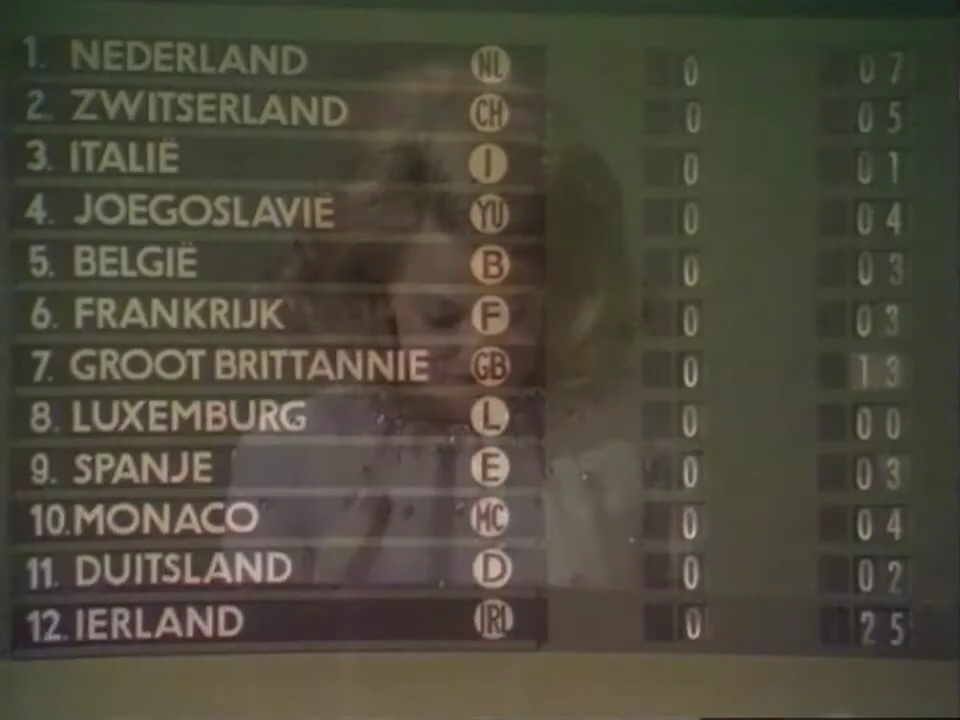 1. NEDERLAND NL 0 07
2. ZWITSERLAND CH 0 05
3. ITALIË I 0 01
4. JOEGOSLAVIË YU 0 04
5. BELGIË B 0 03
6. FRANKRIJK F 0 03
7. GROOT BRITTANNIE GB 0 13
8. LUXEMBURG L 0 00
9. SPANJE E 0 03
10. MONACO MC 0 04
11. DUITSLAND D 0 02
12. IERLAND IRL 0 25